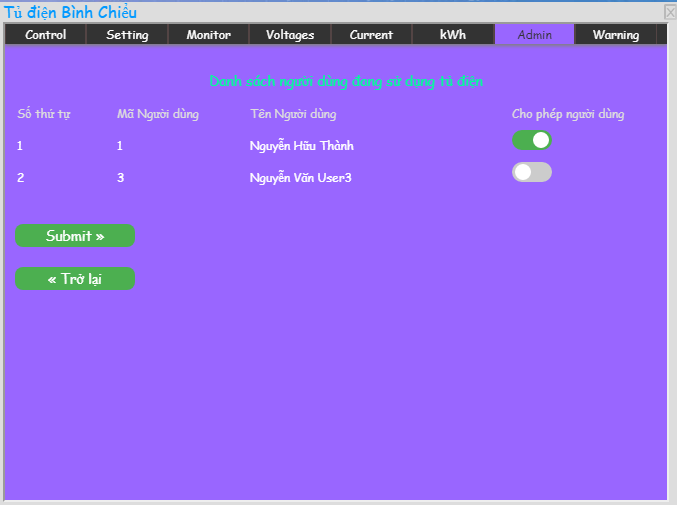 Tủ điện Bình Chiểu
Control Setting Monitor Voltages Current kWh Admin Warning
Danh sách người dùng đang sử dụng tủ điện
Số thứ tự Mã Người dùng Tên Người dùng Cho phép người dùng
1 1 Nguyễn Hữu Thành
2 3 Nguyễn Văn User3
Submit »
« Trở lại